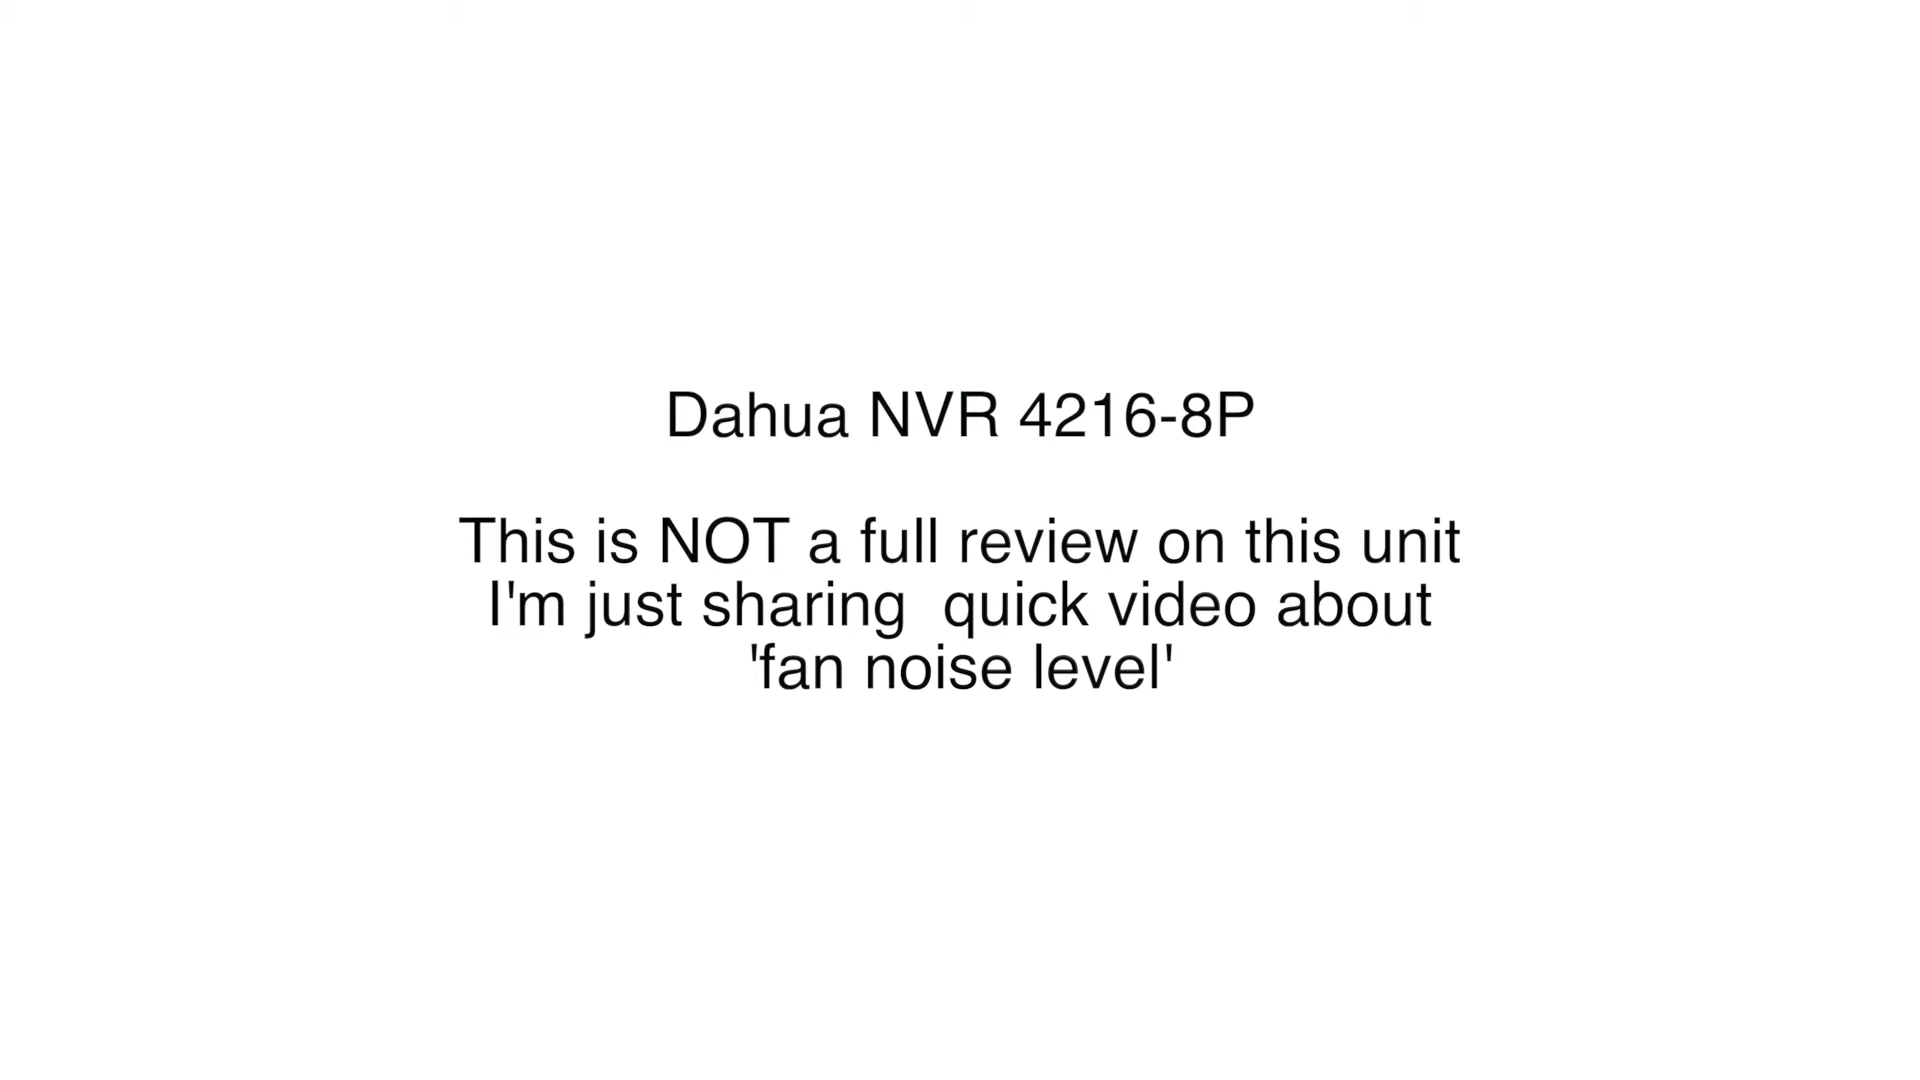 Dahua NVR 4216-8P
This is NOT a full review on this unit
I'm just sharing  quick video about
'fan noise level'